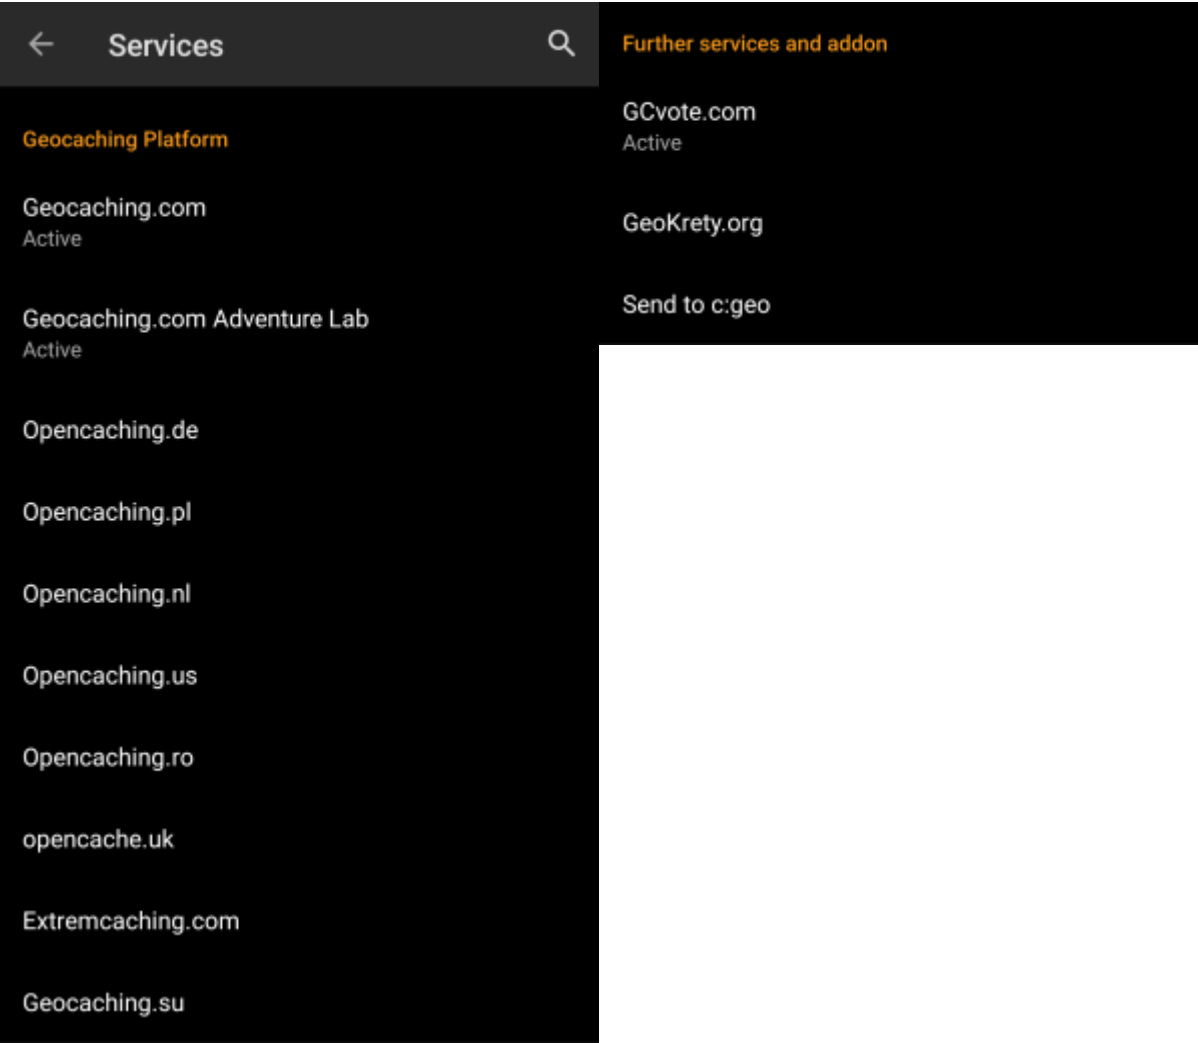 Services
Geocaching Platform
Geocaching.com
Active
Geocaching.com Adventure Lab
Active
Opencaching.de
Opencaching.pl
Opencaching.nl
Opencaching.us
Opencaching.ro
opencache.uk
Extremcaching.com
Geocaching.su
Further services and addon
GCvote.com
Active
GeoKrety.org
Send to c:geo